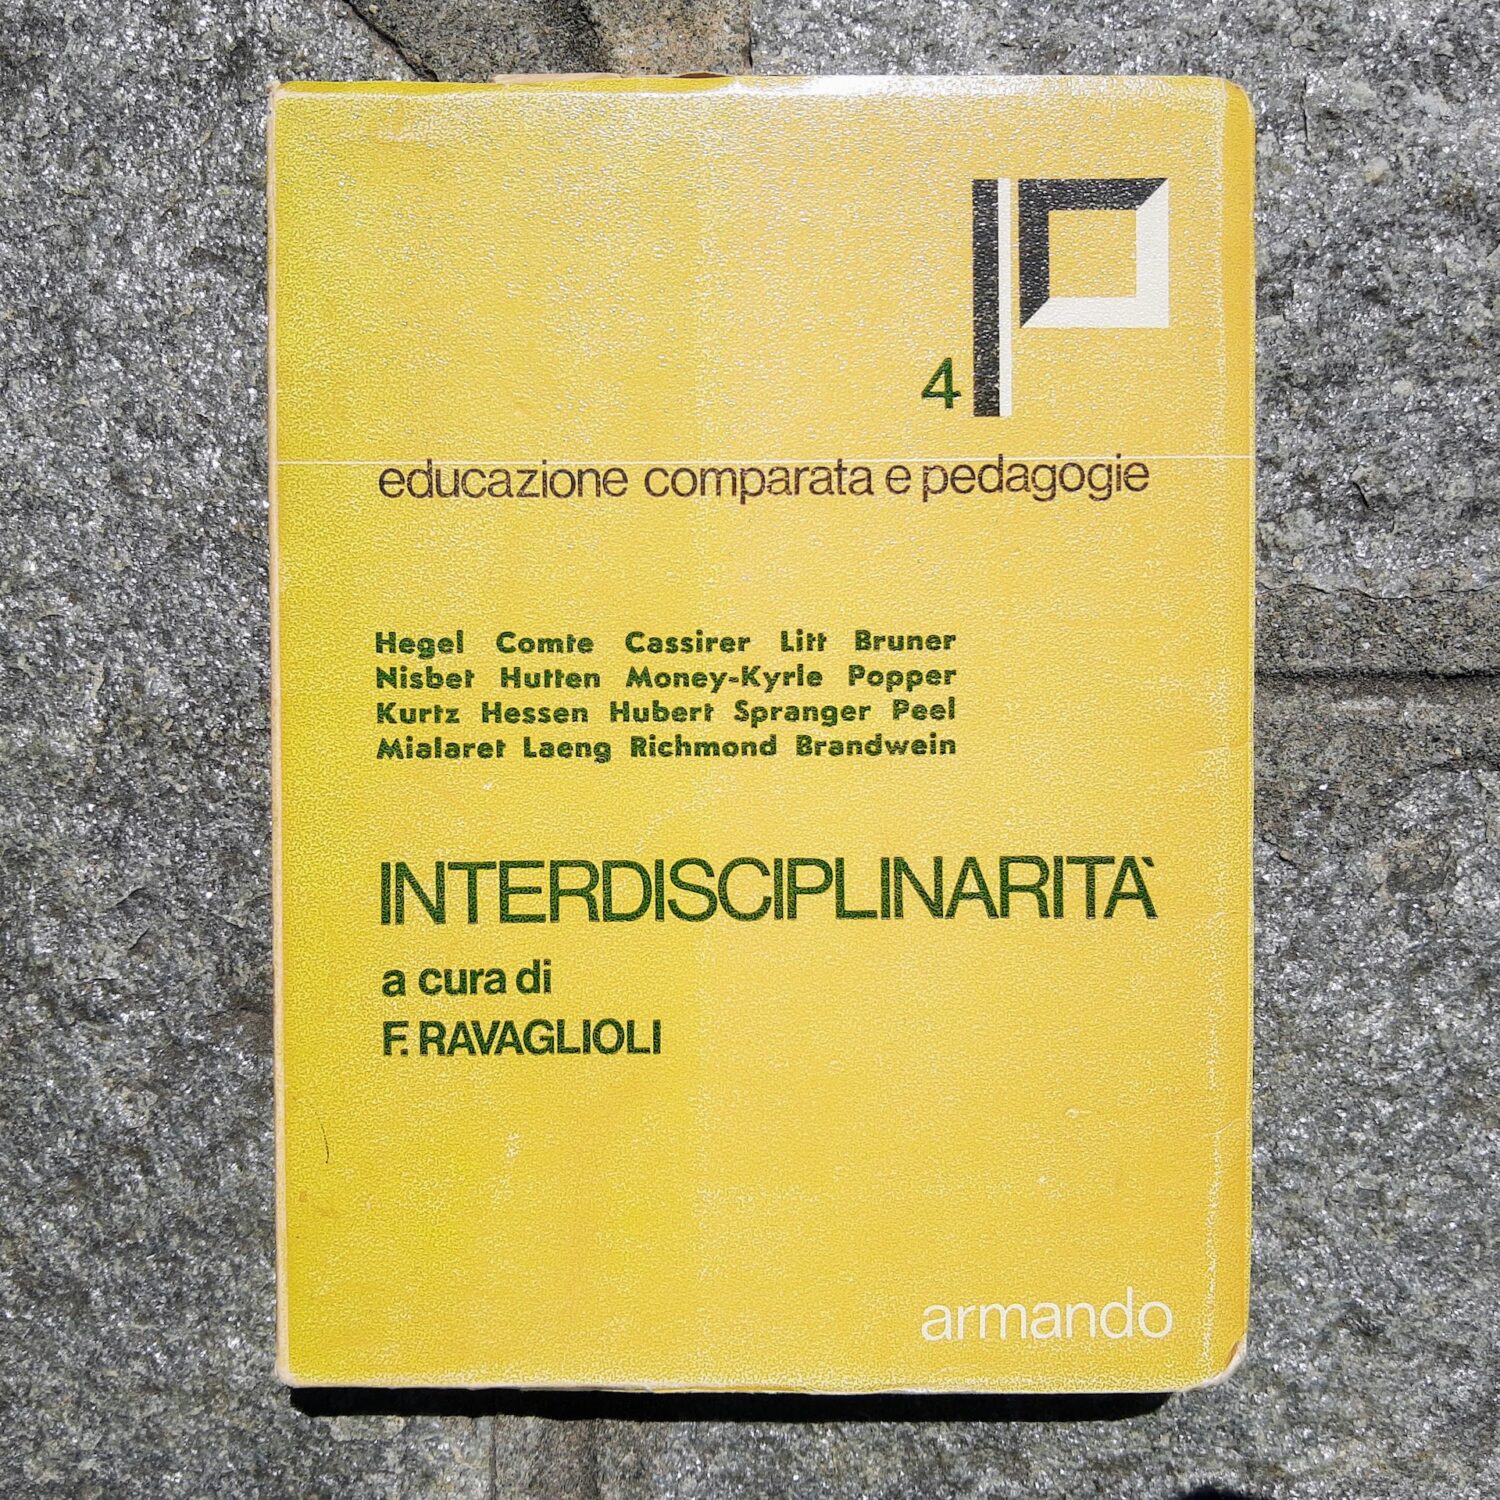 4
educazione comparata e pedagogie
Hegel Comte Cassirer Litt Bruner
Nisbet Hutten Money-Kyrle Popper
Kurtz Hessen Hubert Spranger Peel
Mialaret Laeng Richmond Brandwein
INTERDISCIPLINARITA`
a cura di
F. RAVAGLIOLI
armando